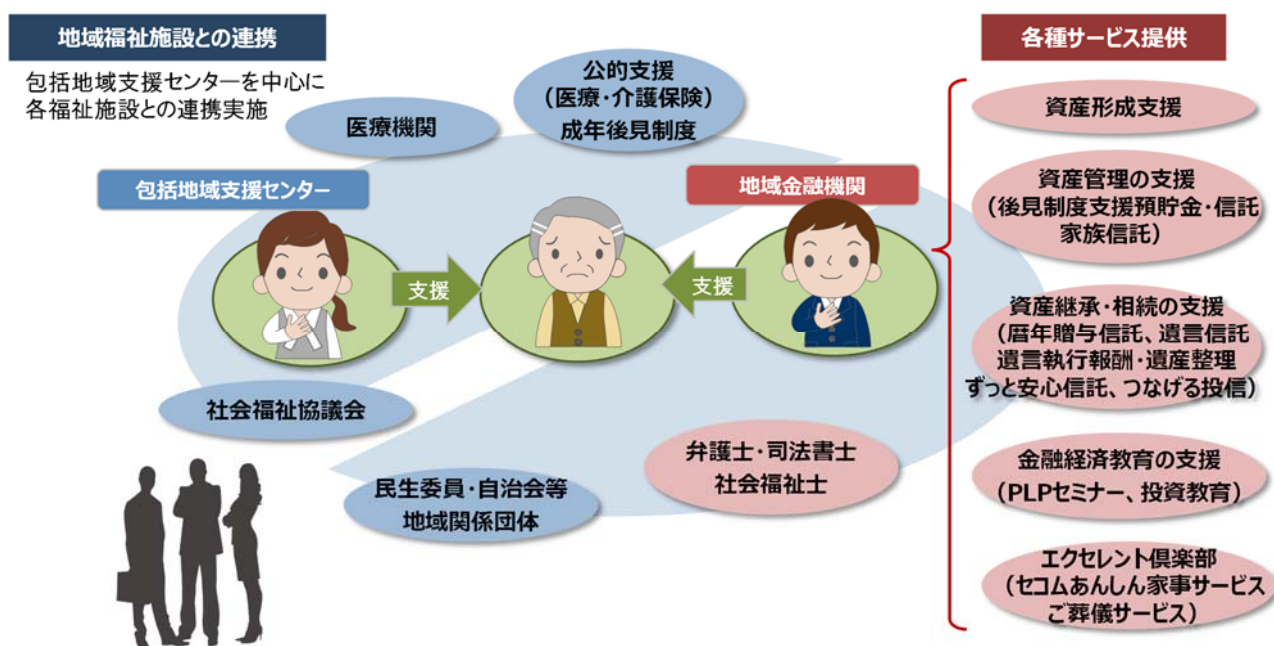 地域福祉施設との連携
包括地域支援センターを中心に
各福祉施設との連携実施
医療機関
公的支援
（医療・介護保険）
成年後見制度
包括地域支援センター
地域金融機関
支援
支援
社会福祉協議会
民生委員・自治会等
地域関係団体
弁護士・司法書士
社会福祉士
各種サービス提供
資産形成支援
資産管理の支援
（後見制度支援預貯金・信託
家族信託）
資産継承・相続の支援
（暦年贈与信託、遺言信託
遺言執行報酬・遺産整理
ずっと安心信託、つなげる投信）
金融経済教育の支援
（PLPセミナー、投資教育）
エクセレント倶楽部
（セコムあんしん家事サービス
ご葬儀サービス）